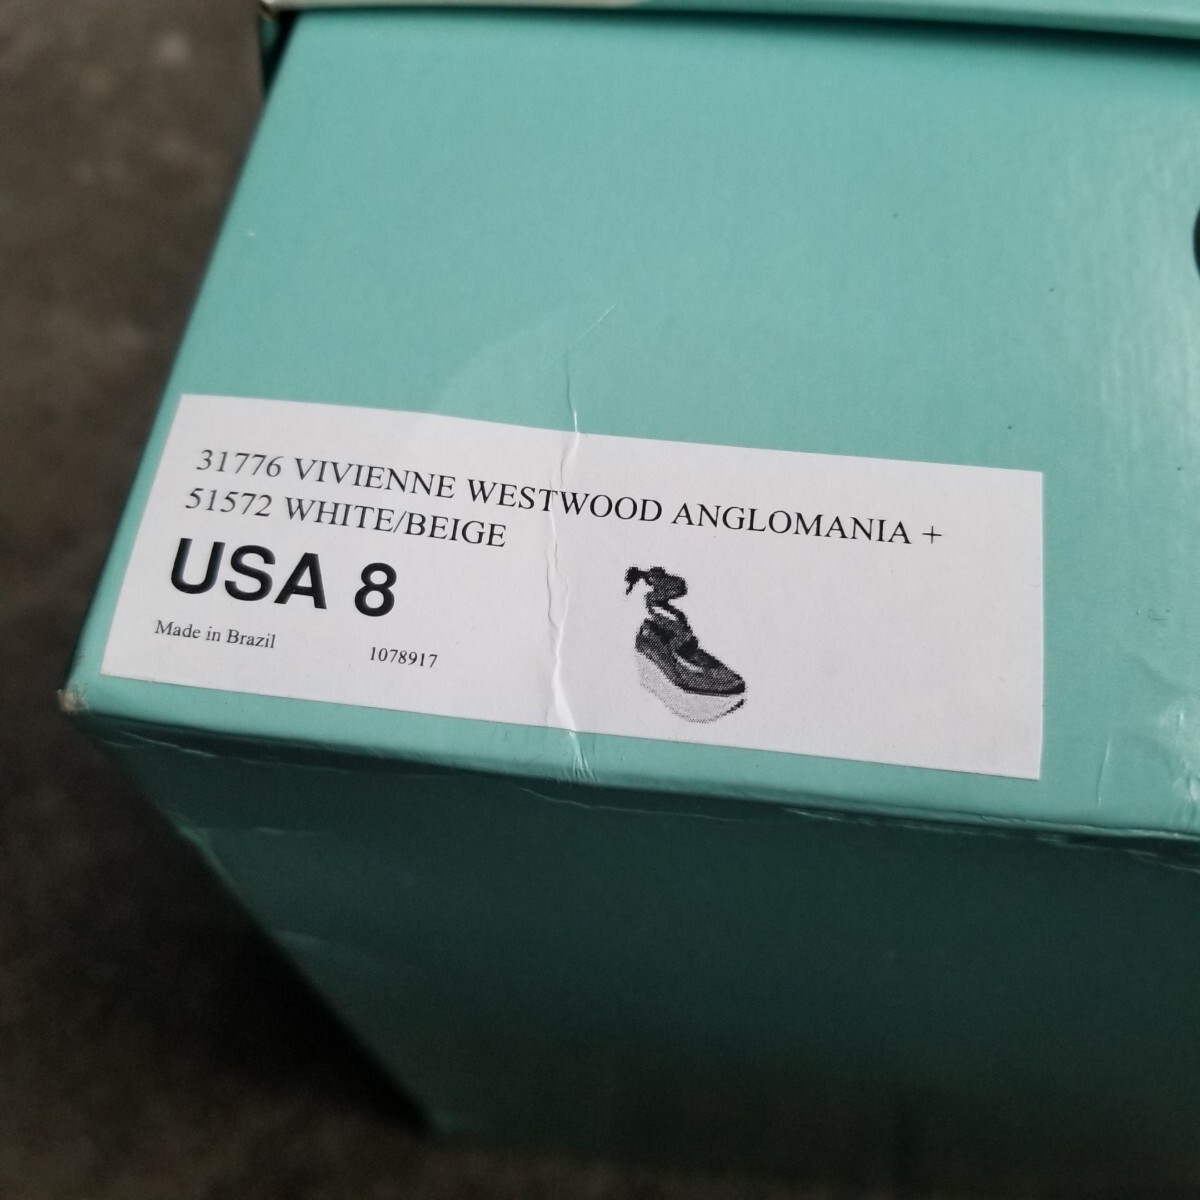 31776 VIVIENNE WESTWOOD ANGLOMANIA +
51572 WHITE/BEIGE
USA 8
Made in Brazil 1078917